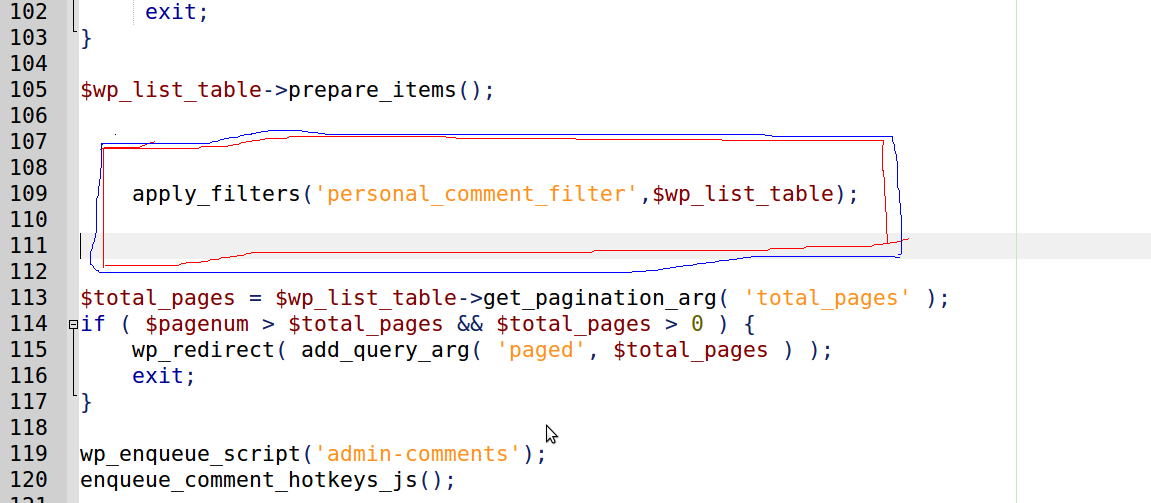 102 exit;
103 }
104
105 $wp_list_table->prepare_items();
106
107
108
109 apply_filters('personal_comment_filter',$wp_list_table);
110
111
112
113 $total_pages = $wp_list_table->get_pagination_arg( 'total_pages' );
114 if ( $pagenum > $total_pages && $total_pages > 0 ) {
115 wp_redirect( add_query_arg( 'paged', $total_pages ) );
116 exit;
117 }
118
119 wp_enqueue_script('admin-comments');
120 enqueue_comment_hotkeys_js();